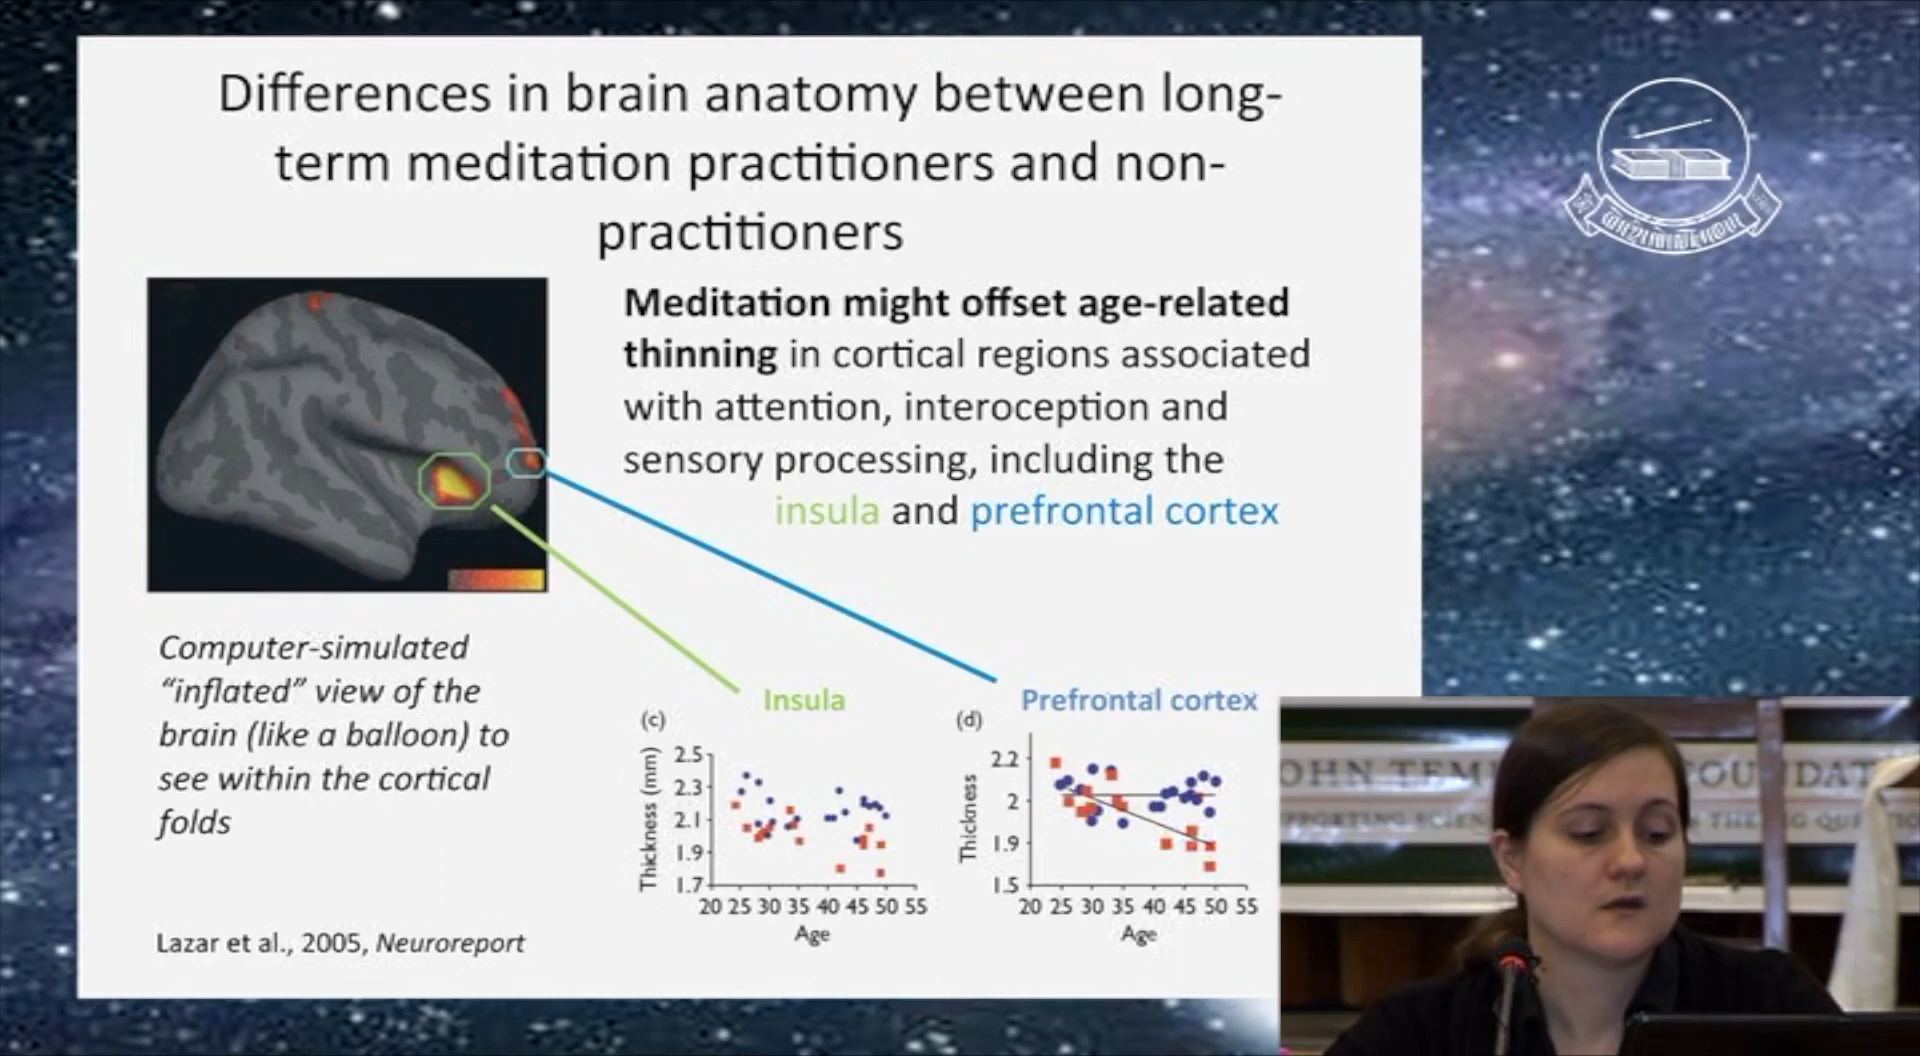 Differences in brain anatomy between long-
term meditation practitioners and non-
practitioners
Meditation might offset age-related
thinning in cortical regions associated
with attention, interoception and
sensory processing, including the
insula and prefrontal cortex
Computer-simulated
“inflated” view of the
brain (like a balloon) to
see within the cortical
folds
Lazar et al., 2005, Neuroreport
Insula
(c)
Thickness (mm)
2.5
2.3
2.1
1.9
1.7
20 25 30 35 40 45 50 55
Age
Prefrontal cortex
(d)
Thickness
2.2
2
1.9
1.5
20 25 30 35 40 45 50 55
Age
OHN TEM
OUNDAT
PPORTING SCIEN